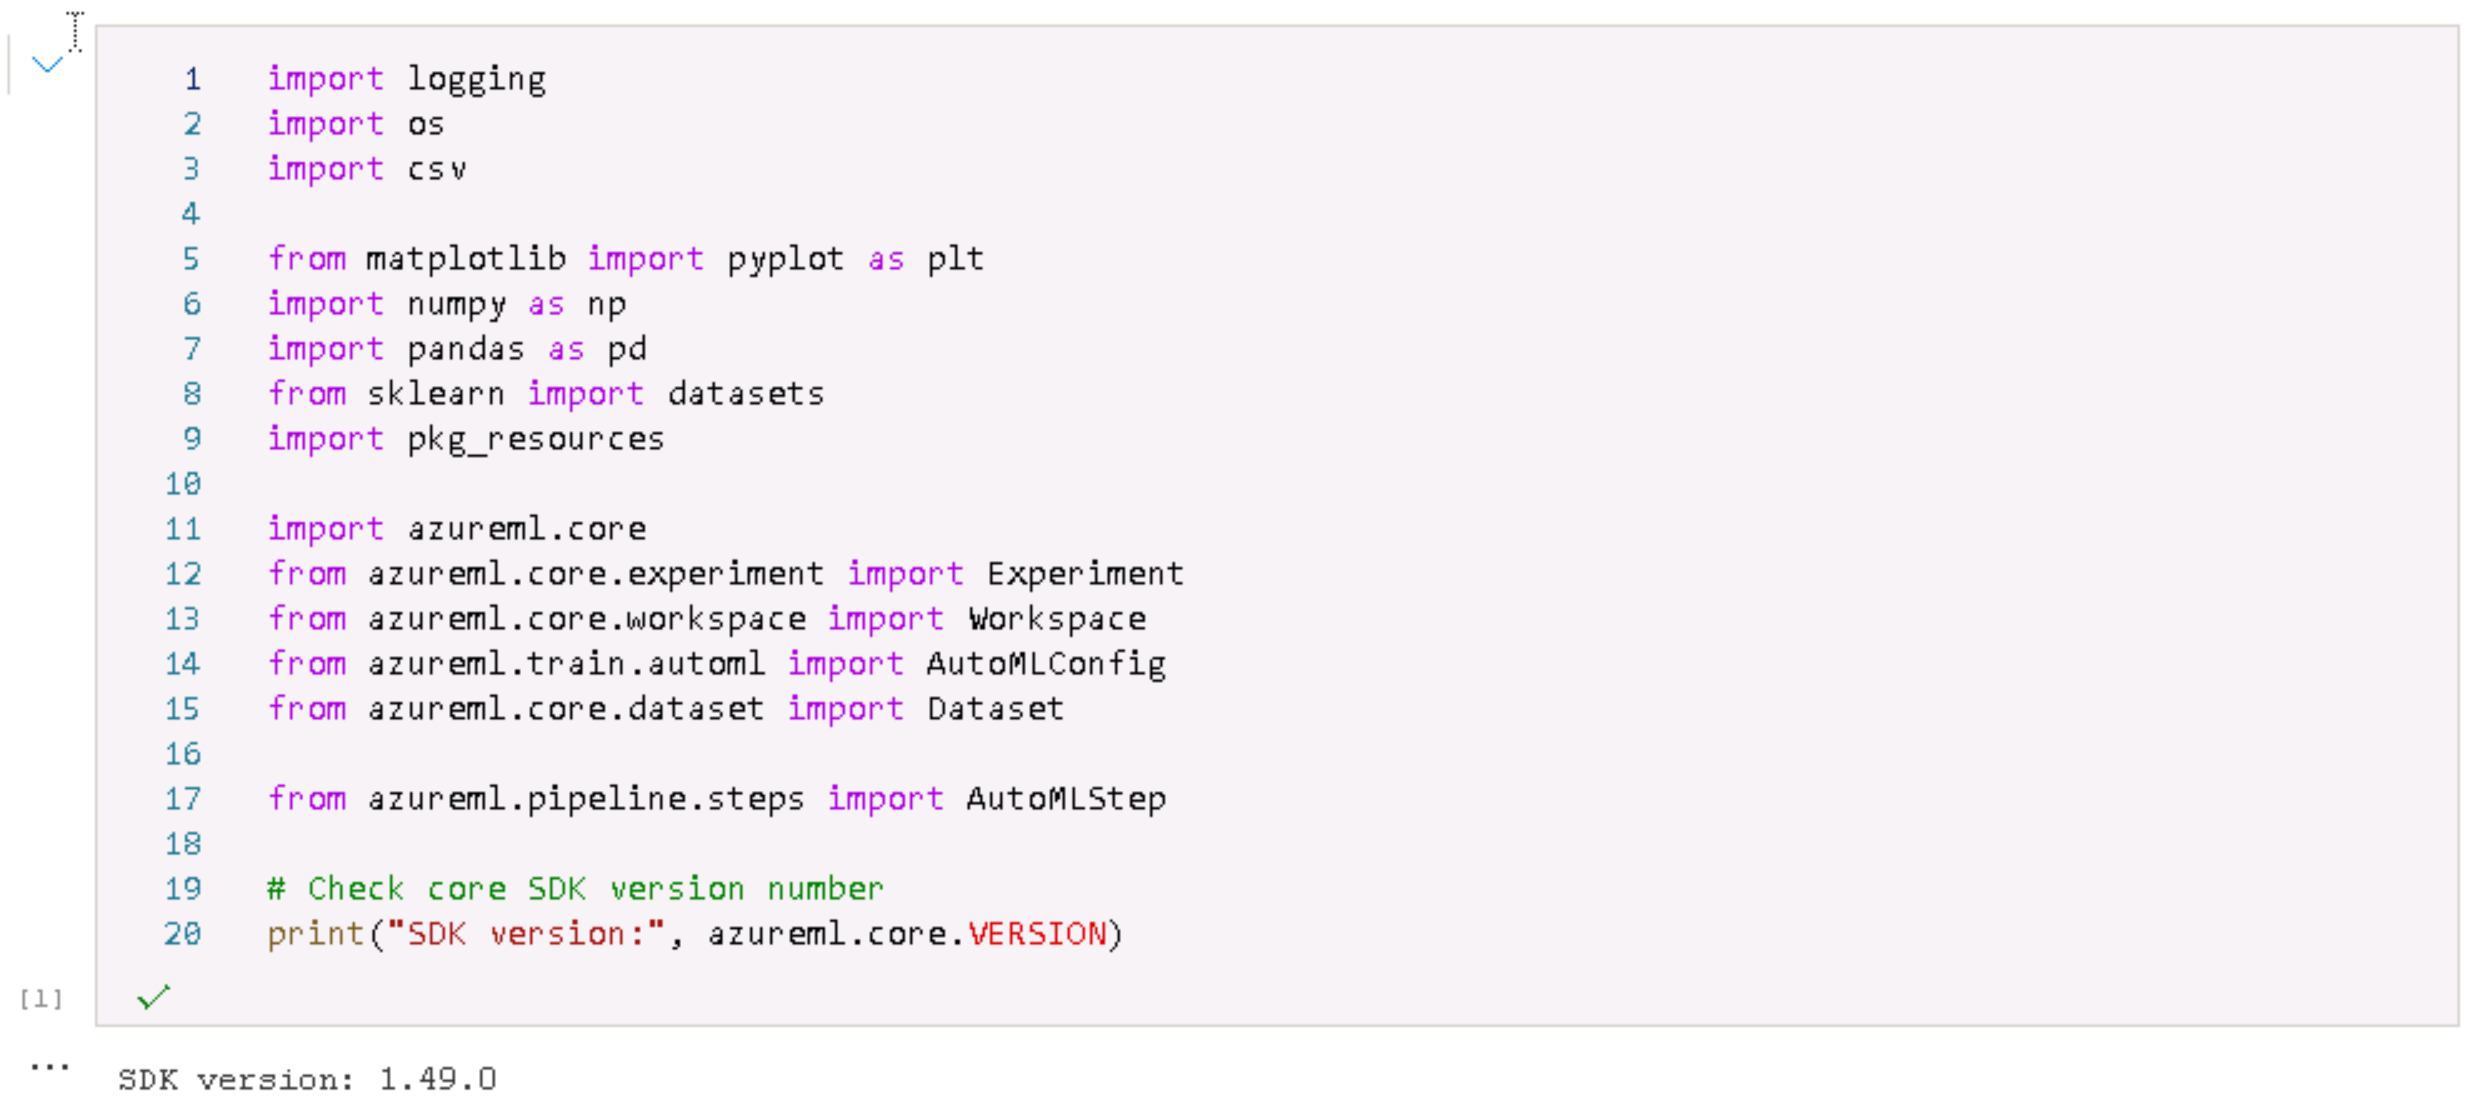 1 import logging
2 import os
3 import csv
4
5 from matplotlib import pyplot as plt
6 import numpy as np
7 import pandas as pd
8 from sklearn import datasets
9 import pkg_resources
10
11 import azureml.core
12 from azureml.core.experiment import Experiment
13 from azureml.core.workspace import Workspace
14 from azureml.train.automl import AutoMLConfig
15 from azureml.core.dataset import Dataset
16
17 from azureml.pipeline.steps import AutoMLStep
18
19 # Check core SDK version number
20 print("SDK version:", azureml.core.VERSION)
[1]
... SDK version: 1.49.0